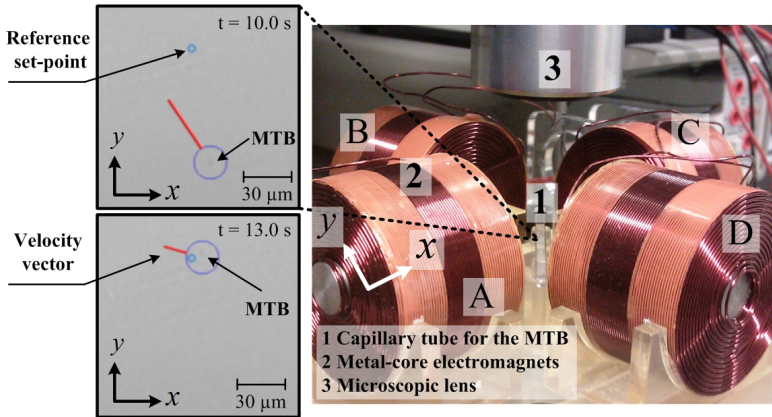 Reference
set-point
t = 10.0 s
MTB
y
x
30 µm
Velocity
vector
t = 13.0 s
MTB
y
x
30 µm
3
B
C
2
1
D
y
x
A
1 Capillary tube for the MTB
2 Metal-core electromagnets
3 Microscopic lens